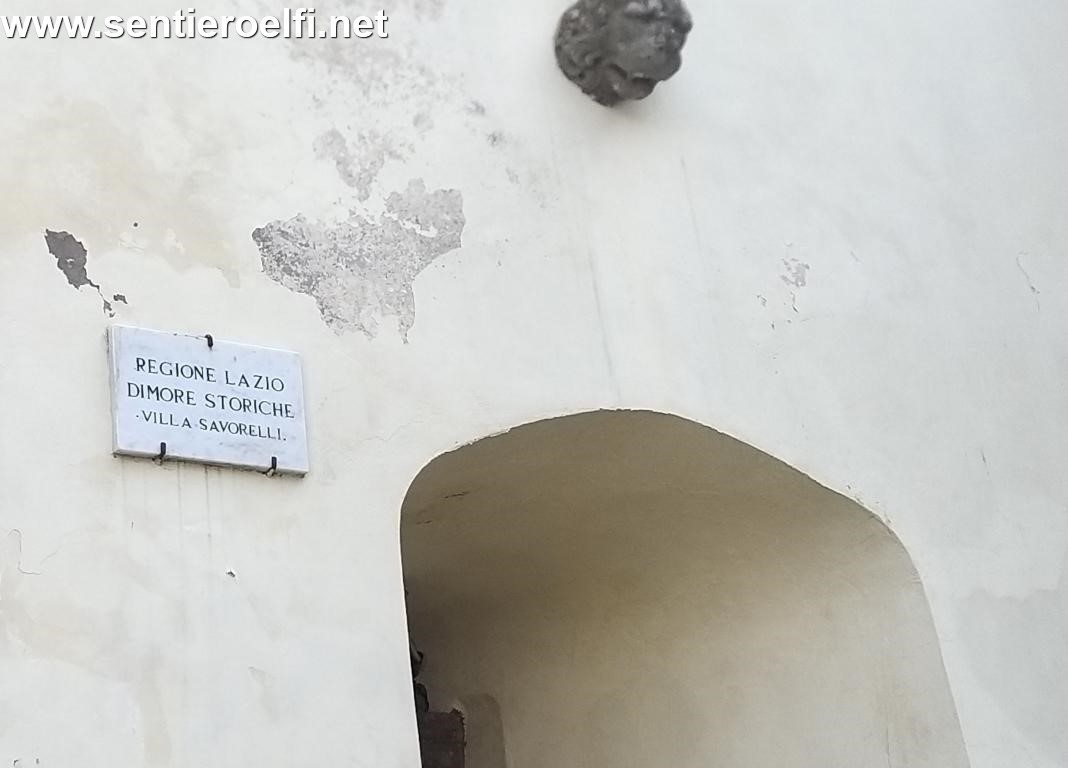 www.sentieroelfi.net
REGIONE LAZIO
DIMORE STORICHE
·VILLA SAVORELLI.